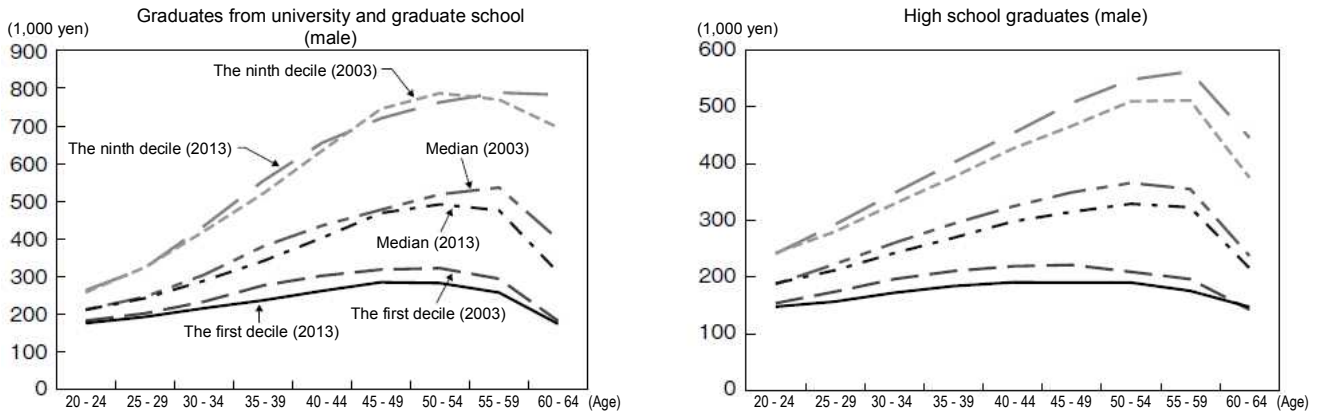 Graduates from university and graduate school
(male)
(1,000 yen)
900
800
700
600
500
400
300
200
100
0
The ninth decile (2003)
The ninth decile (2013)
Median (2003)
Median (2013)
The first decile (2003)
The first decile (2013)
20 - 24 25 - 29 30 - 34 35 - 39 40 - 44 45 - 49 50 - 54 55 - 59 60 - 64 (Age)
High school graduates (male)
(1,000 yen)
600
500
400
300
200
100
0
20 - 24 25 - 29 30 - 34 35 - 39 40 - 44 45 - 49 50 - 54 55 - 59 60 - 64 (Age)